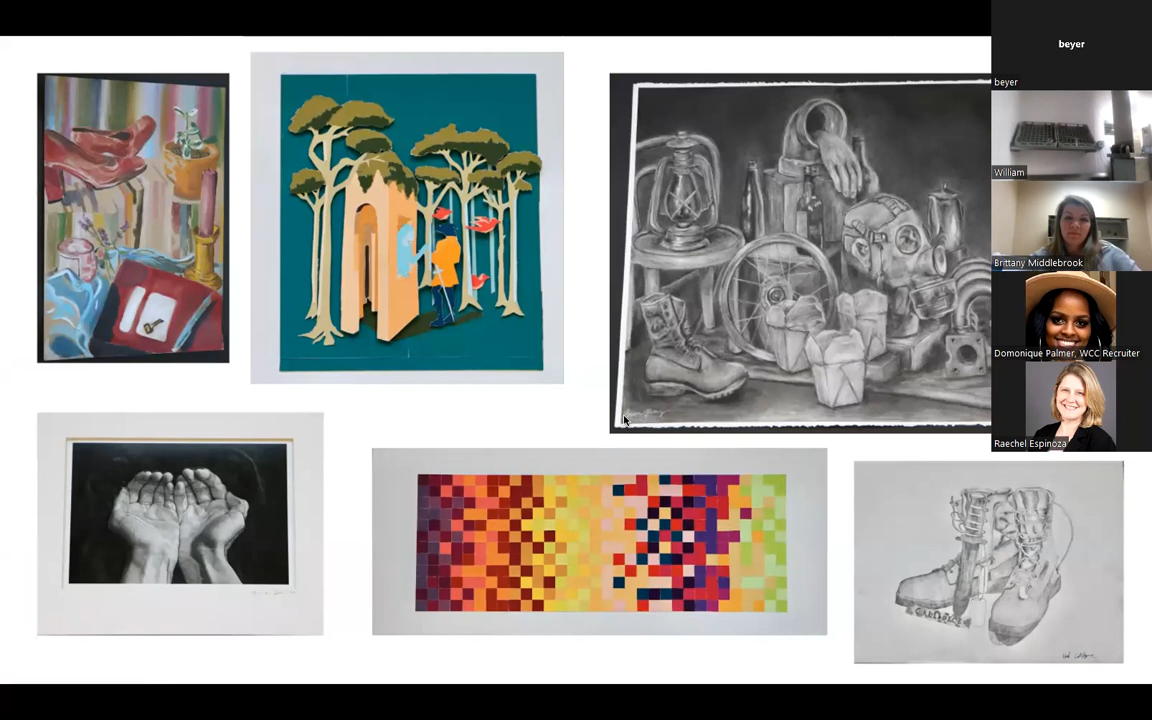 beyer
beyer
William
Brittany Middlebrook
Domonique Palmer, WCC Recruiter
Raechel Espinoza